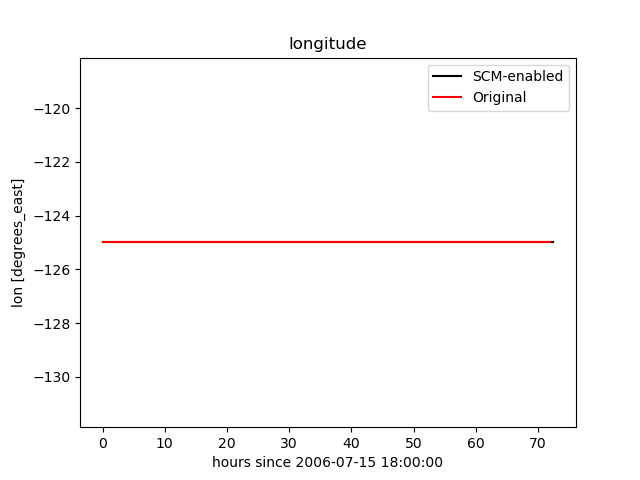 longitude
SCM-enabled
Original
lon [degrees_east]
−120
−122
−124
−126
−128
−130
0 10 20 30 40 50 60 70
hours since 2006-07-15 18:00:00